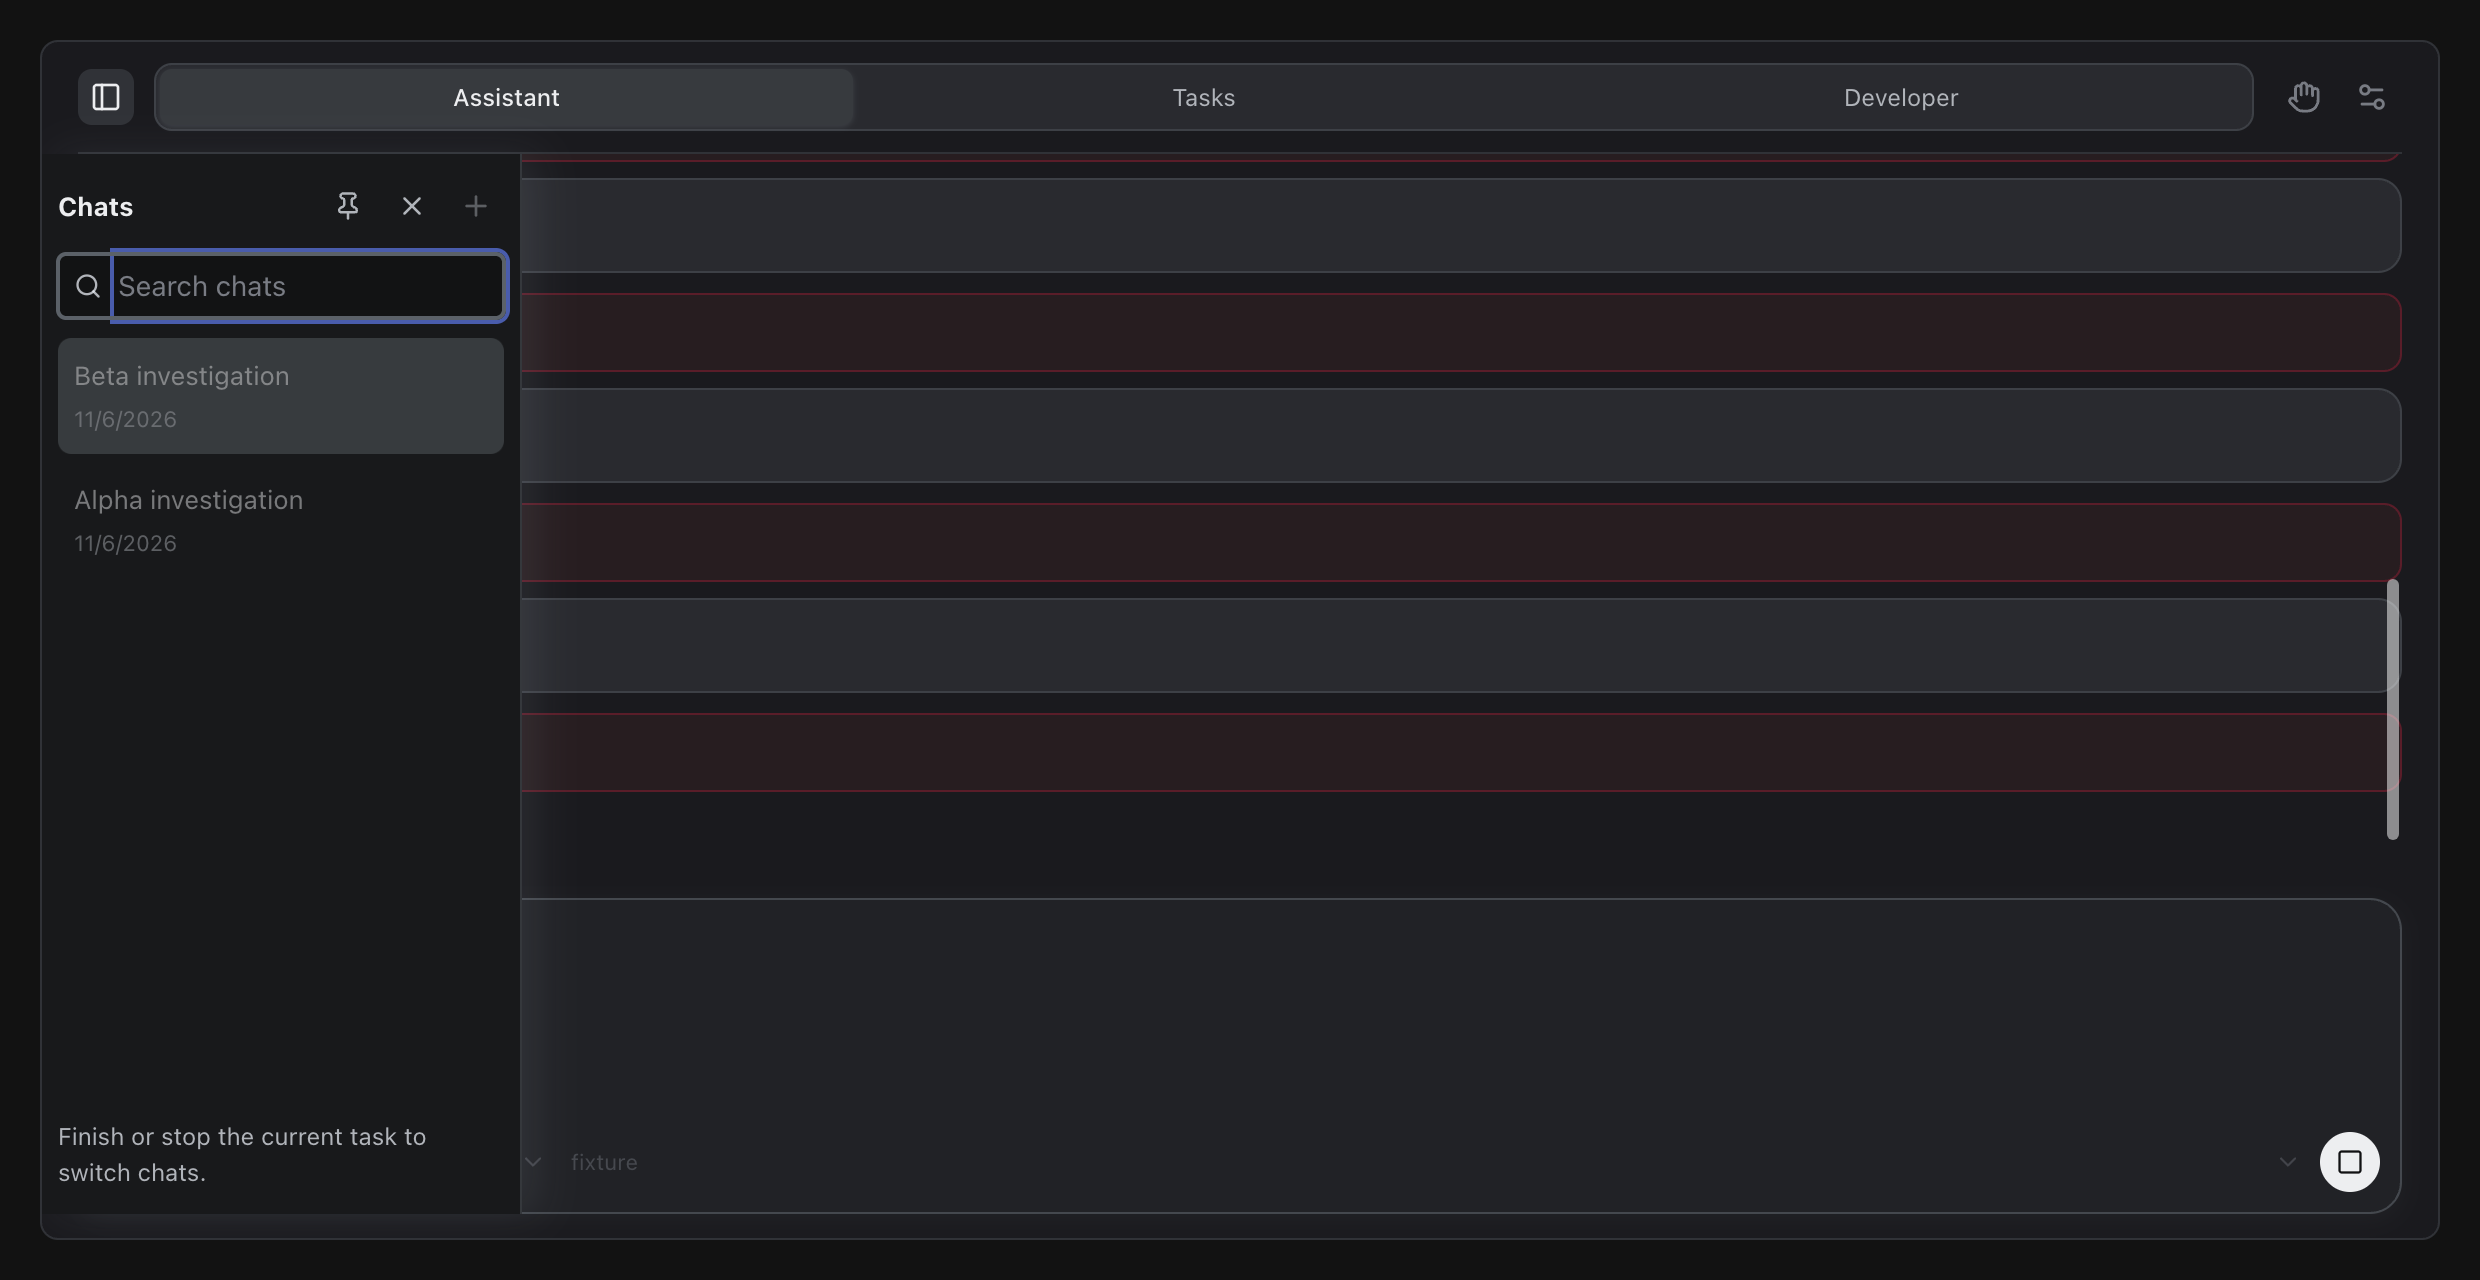 Assistant
Tasks
Developer
Chats
Search chats
Beta investigation
11/6/2026
Alpha investigation
11/6/2026
Finish or stop the current task to
switch chats.
fixture